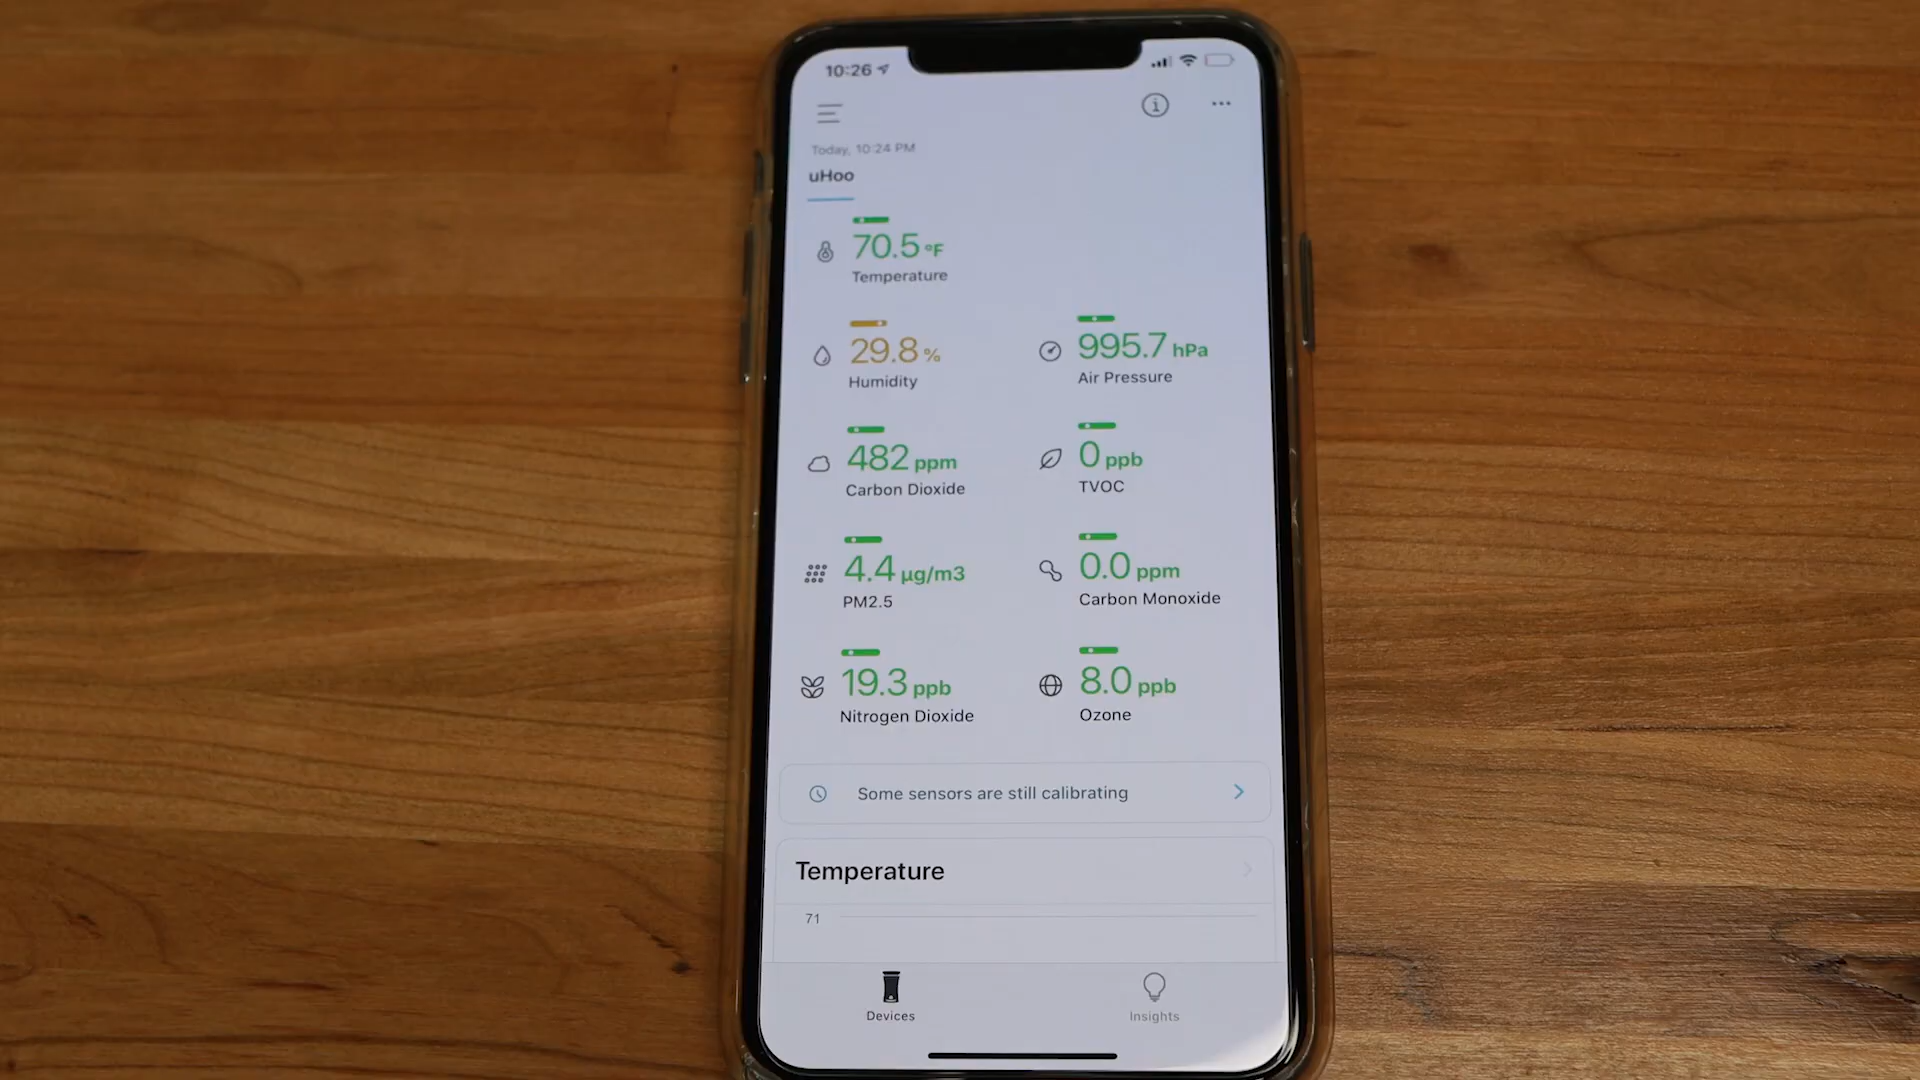 10:26
Today, 10:24 PM
uHoo
70.5 °F
Temperature
29.8 %
Humidity
995.7 hPa
Air Pressure
482 ppm
Carbon Dioxide
0 ppb
TVOC
4.4 µg/m3
PM2.5
0.0 ppm
Carbon Monoxide
19.3 ppb
Nitrogen Dioxide
8.0 ppb
Ozone
Some sensors are still calibrating
Temperature
71
Devices
Insights